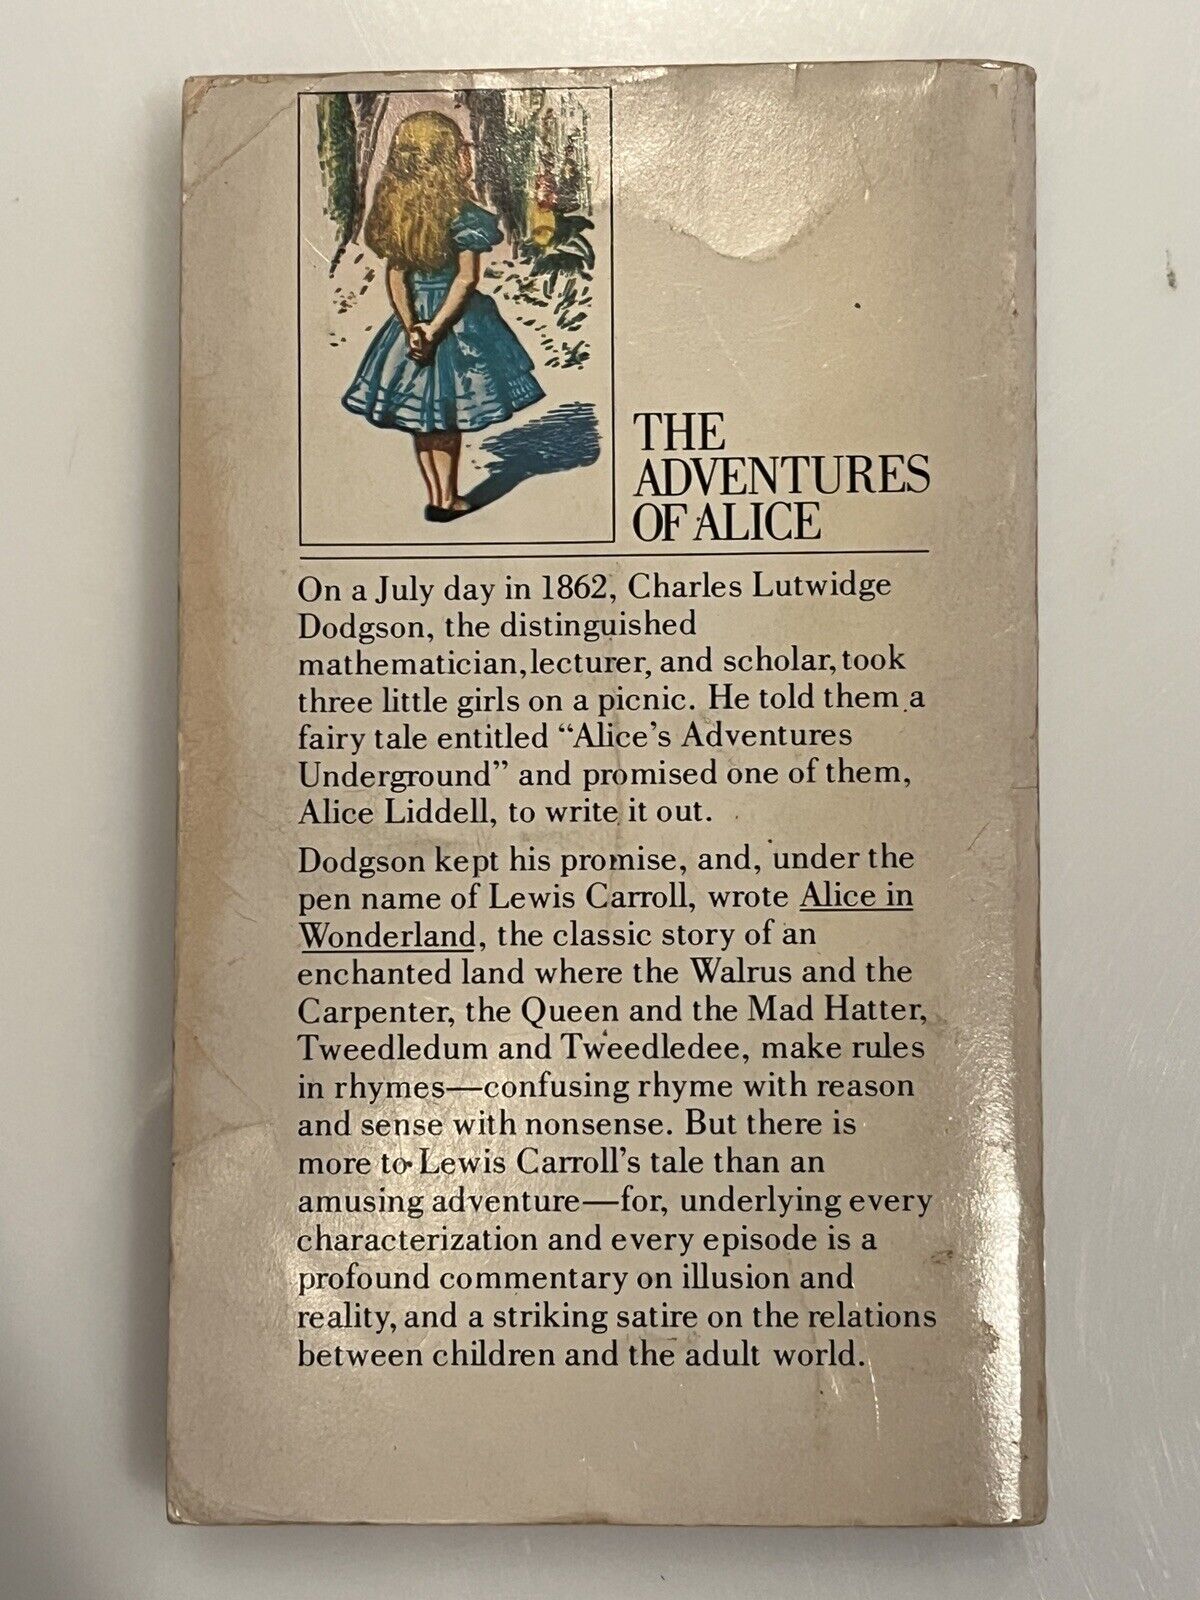 THE
ADVENTURES
OF ALICE
On a July day in 1862, Charles Lutwidge
Dodgson, the distinguished
mathematician, lecturer, and scholar, took
three little girls on a picnic. He told them a
fairy tale entitled “Alice’s Adventures
Underground” and promised one of them,
Alice Liddell, to write it out.
Dodgson kept his promise, and, under the
pen name of Lewis Carroll, wrote Alice in
Wonderland, the classic story of an
enchanted land where the Walrus and the
Carpenter, the Queen and the Mad Hatter,
Tweedledum and Tweedledee, make rules
in rhymes—confusing rhyme with reason
and sense with nonsense. But there is
more to Lewis Carroll’s tale than an
amusing adventure—for, underlying every
characterization and every episode is a
profound commentary on illusion and
reality, and a striking satire on the relations
between children and the adult world.